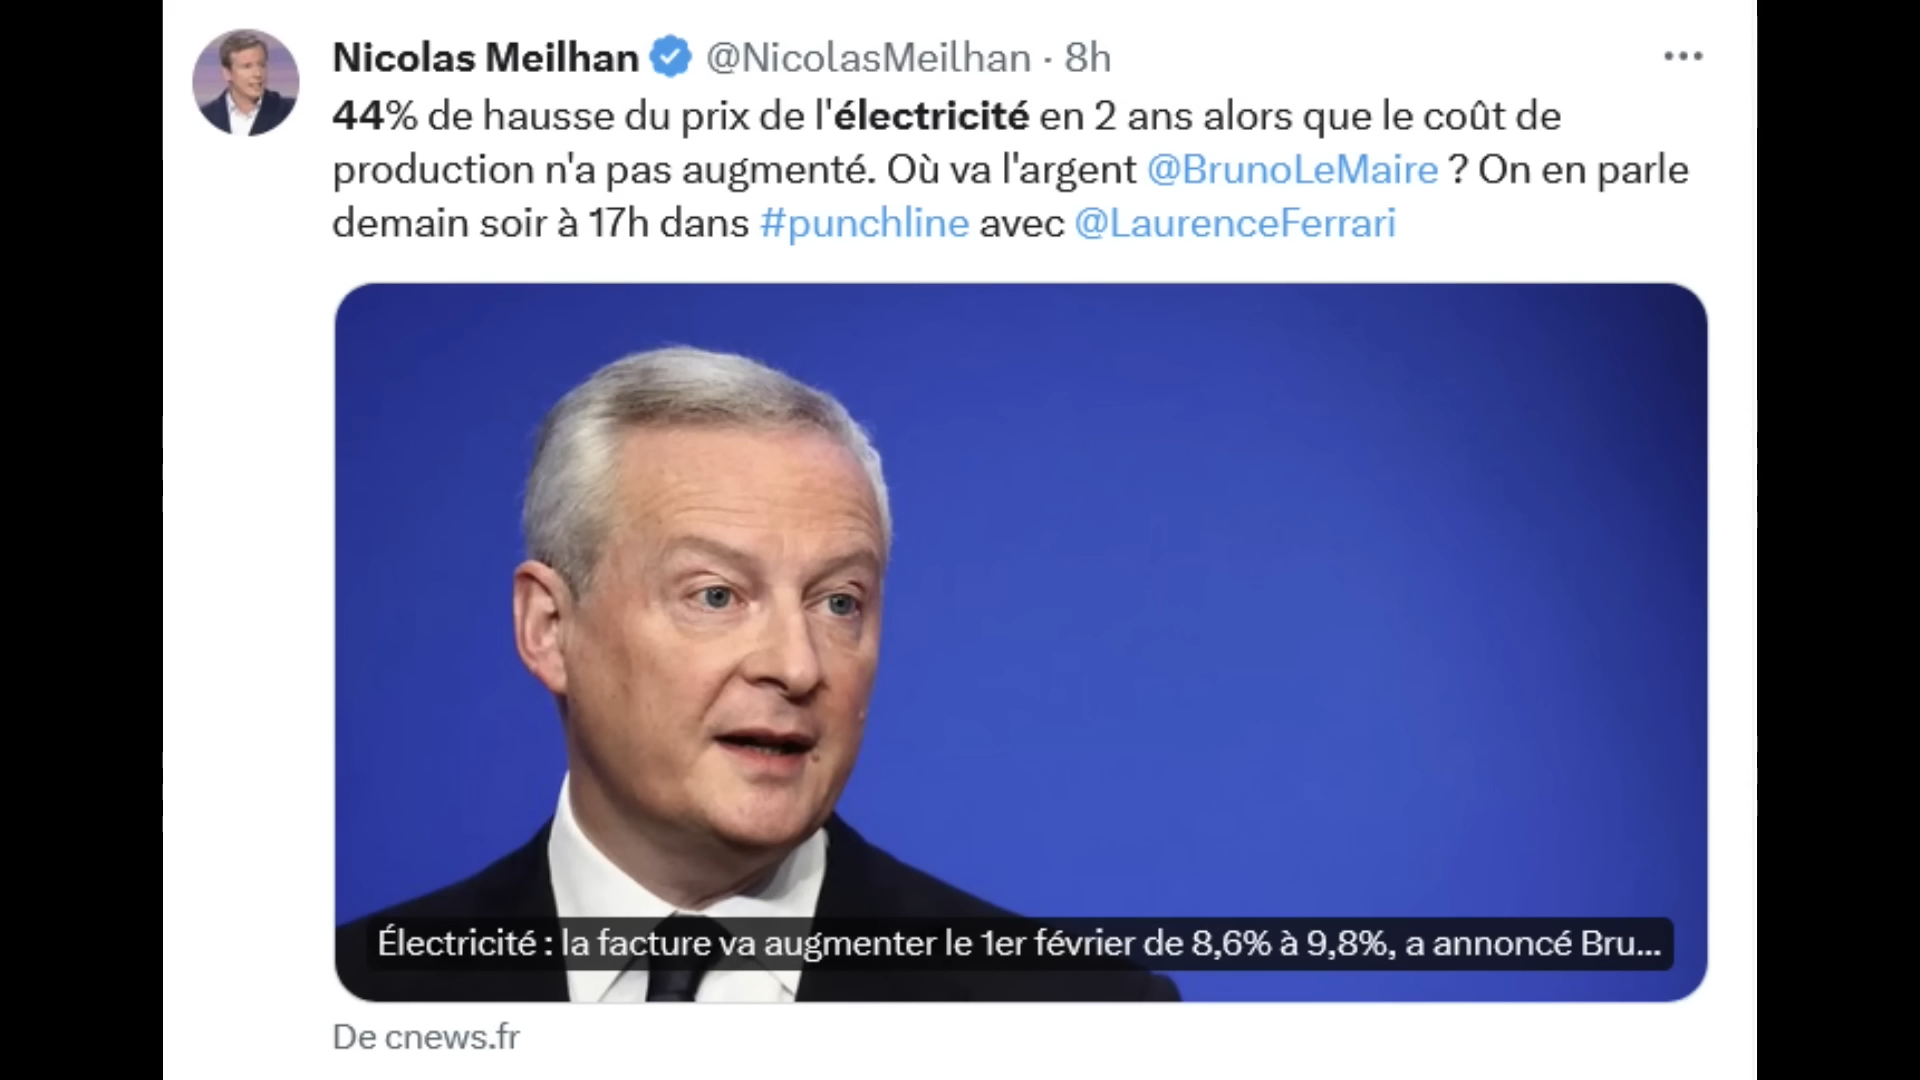 Nicolas Meilhan @NicolasMeilhan · 8h
44% de hausse du prix de l'électricité en 2 ans alors que le coût de
production n'a pas augmenté. Où va l'argent @BrunoLeMaire ? On en parle
demain soir à 17h dans #punchline avec @LaurenceFerrari
Électricité : la facture va augmenter le 1er février de 8,6% à 9,8%, a annoncé Bru...
De cnews.fr